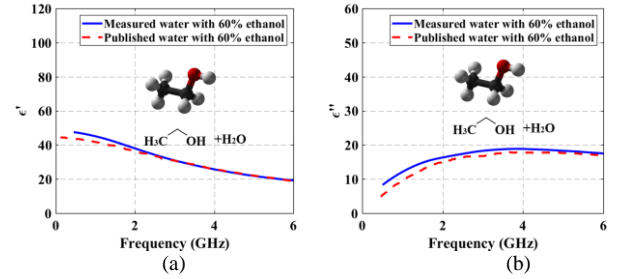 (a)
120
100
80
60
40
20
0
ε'
Measured water with 60% ethanol
Published water with 60% ethanol
H₃C OH +H₂O
0 2 4 6
Frequency (GHz)
(b)
60
50
40
30
20
10
0
ε''
Measured water with 60% ethanol
Published water with 60% ethanol
H₃C OH +H₂O
0 2 4 6
Frequency (GHz)
(a)
(b)